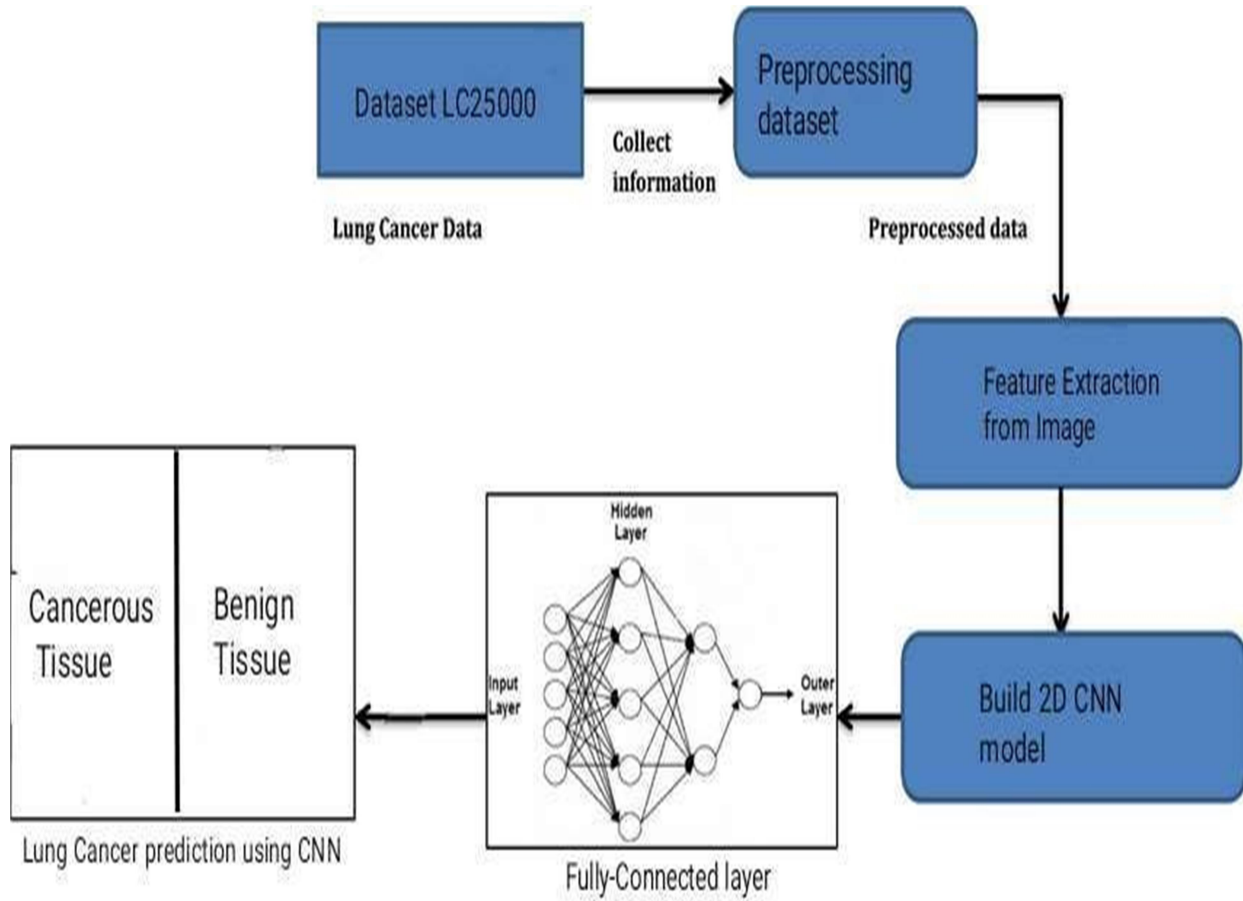 Dataset LC25000
Collect
information
Preprocessing
dataset
Lung Cancer Data
Preprocessed data
Feature Extraction
from Image
Build 2D CNN
model
Hidden
Layer
Input
Layer
Outer
Layer
Fully-Connected layer
Cancerous
Tissue
Benign
Tissue
Lung Cancer prediction using CNN